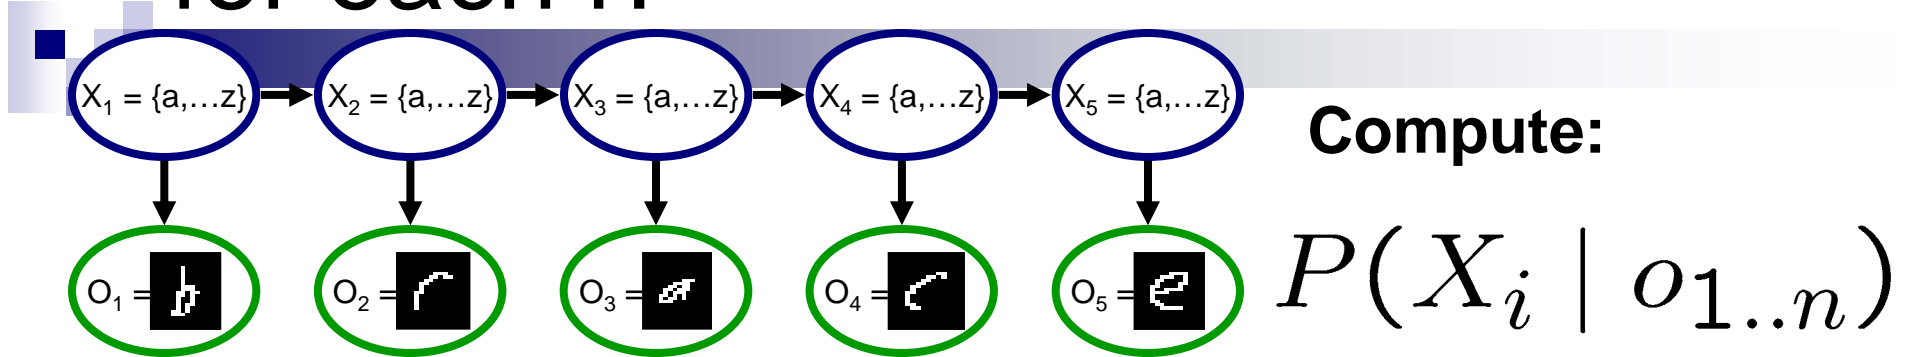 X₁ = {a,…z} X₂ = {a,…z} X₃ = {a,…z} X₄ = {a,…z} X₅ = {a,…z}
Compute:
O₁ = b O₂ = r O₃ = a O₄ = c O₅ = e
P(Xᵢ | o₁..ₙ)